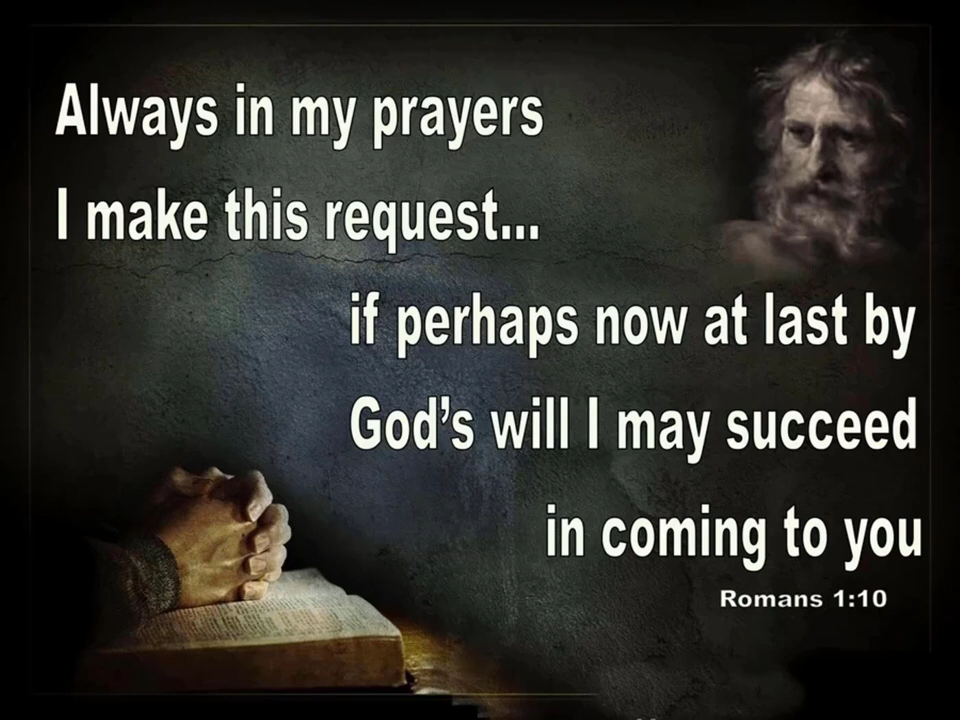 Always in my prayers
I make this request...
if perhaps now at last by
God’s will I may succeed
in coming to you
Romans 1:10